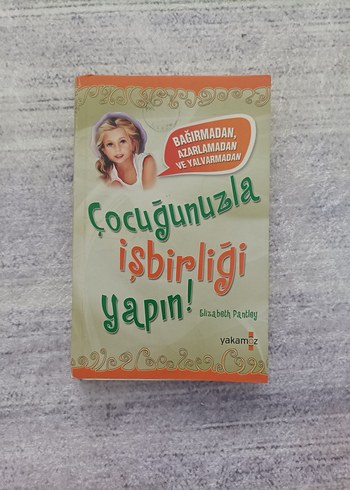 BAĞIRMADAN,
AZARLAMADAN
VE YALVARMADAN
Çocuğunuzla
işbirliği
yapın!
Elizabeth Pantley
yakamoz